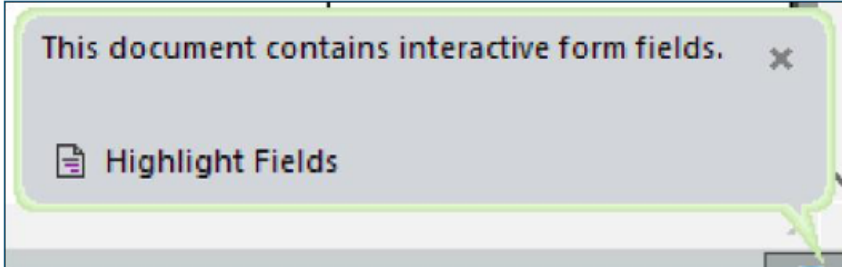 This document contains interactive form fields.
Highlight Fields